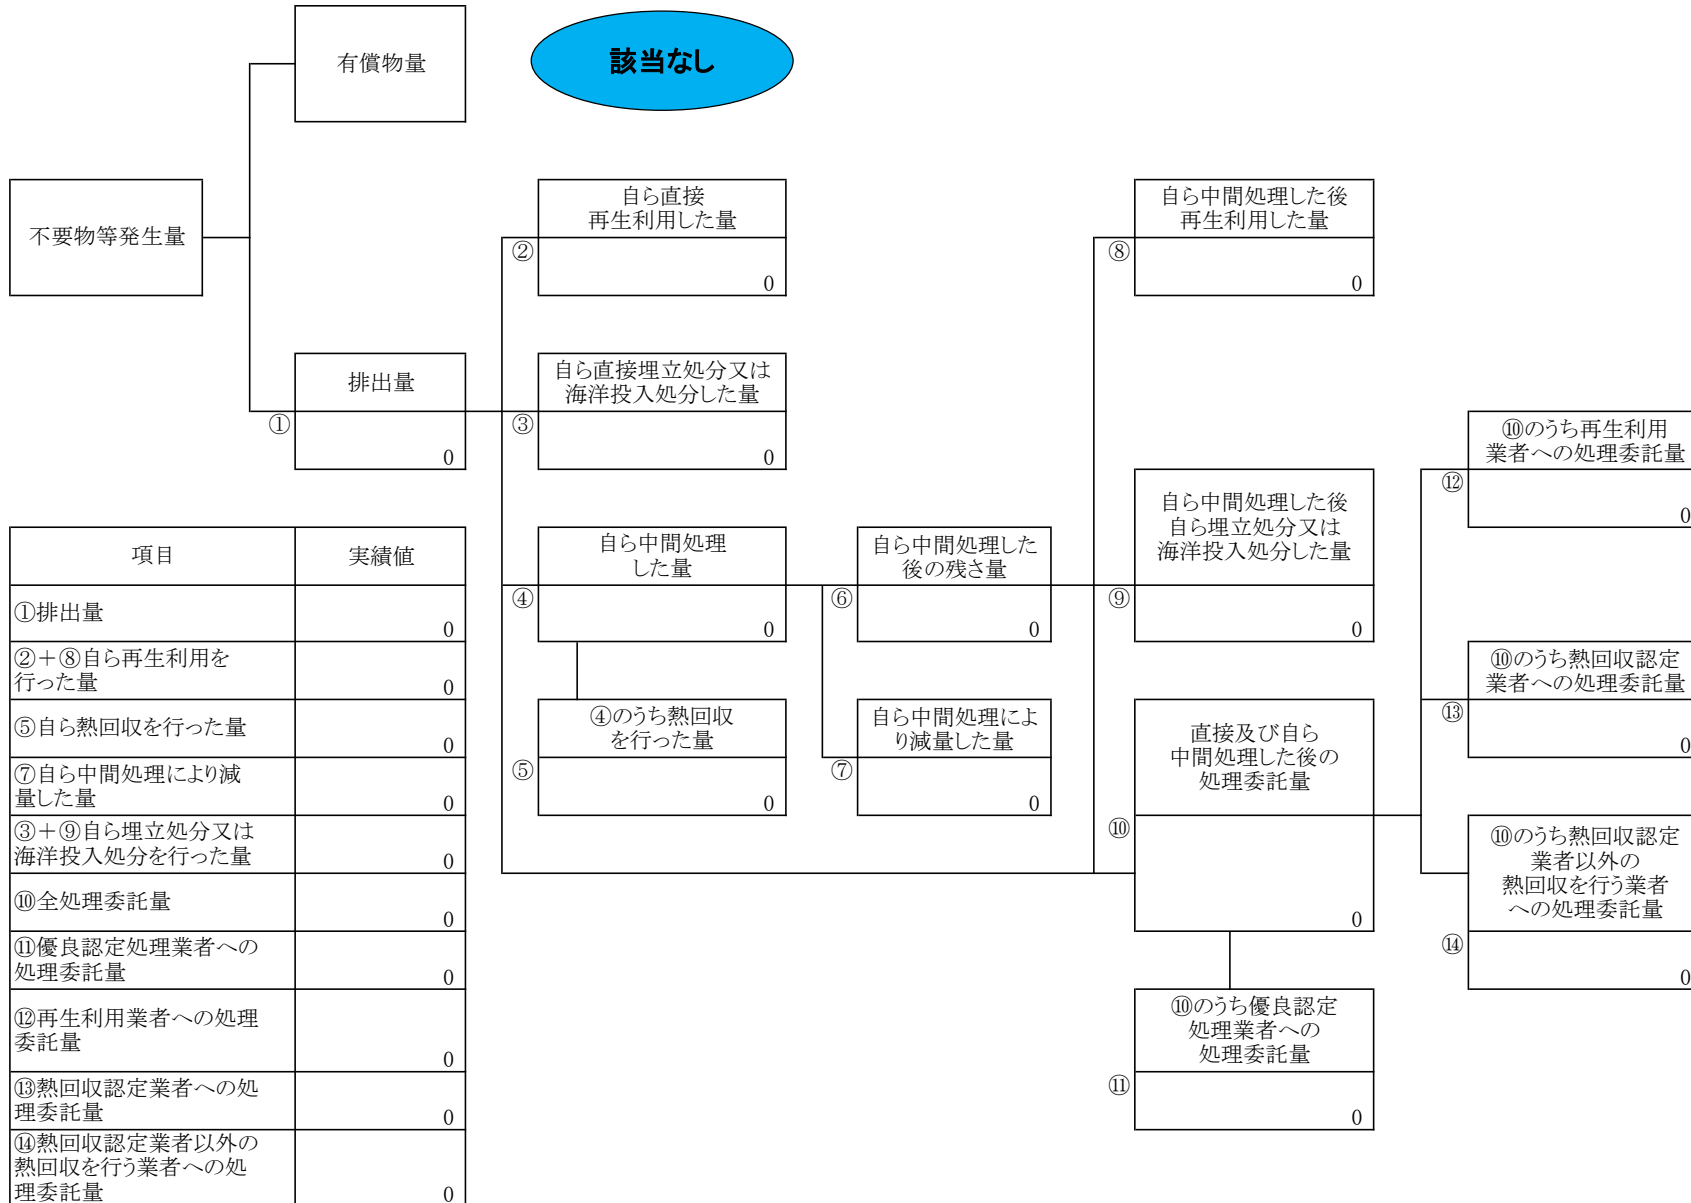 有償物量
該当なし
不要物等発生量
自ら直接
再生利用した量
②
0
自ら中間処理した後
再生利用した量
⑧
0
排出量
①
0
自ら直接埋立処分又は
海洋投入処分した量
③
0
⑩のうち再生利用
業者への処理委託量
⑫
0
自ら中間処理した後
自ら埋立処分又は
海洋投入処分した量
⑨
0
自ら中間処理
した量
④
0
自ら中間処理した
後の残さ量
⑥
0
⑩のうち熱回収認定
業者への処理委託量
⑬
0
④のうち熱回収
を行った量
⑤
0
自ら中間処理によ
り減量した量
⑦
0
直接及び自ら
中間処理した後の
処理委託量
⑩
0
⑩のうち熱回収認定
業者以外の
熱回収を行う業者
への処理委託量
⑭
0
⑩のうち優良認定
処理業者への
処理委託量
⑪
0
項目 実績値
①排出量
0
②＋⑧自ら再生利用を
行った量 0
⑤自ら熱回収を行った量
0
⑦自ら中間処理により減
量した量 0
③＋⑨自ら埋立処分又は
海洋投入処分を行った量 0
⑩全処理委託量
0
⑪優良認定処理業者への
処理委託量 0
⑫再生利用業者への処理
委託量
0
⑬熱回収認定業者への処
理委託量 0
⑭熱回収認定業者以外の
熱回収を行う業者への処
理委託量 0